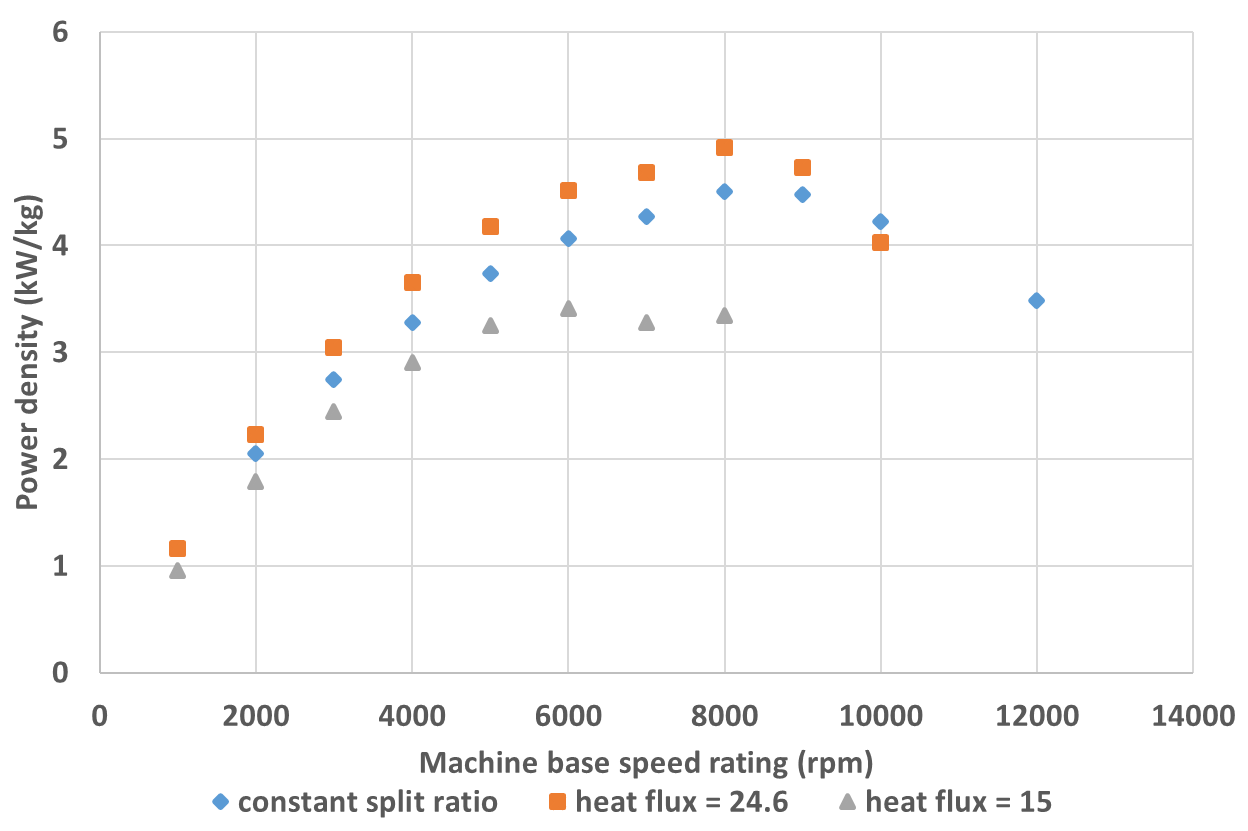 6
5
4
3
2
1
0
Power density (kW/kg)
0 2000 4000 6000 8000 10000 12000 14000
Machine base speed rating (rpm)
constant split ratio heat flux = 24.6 heat flux = 15